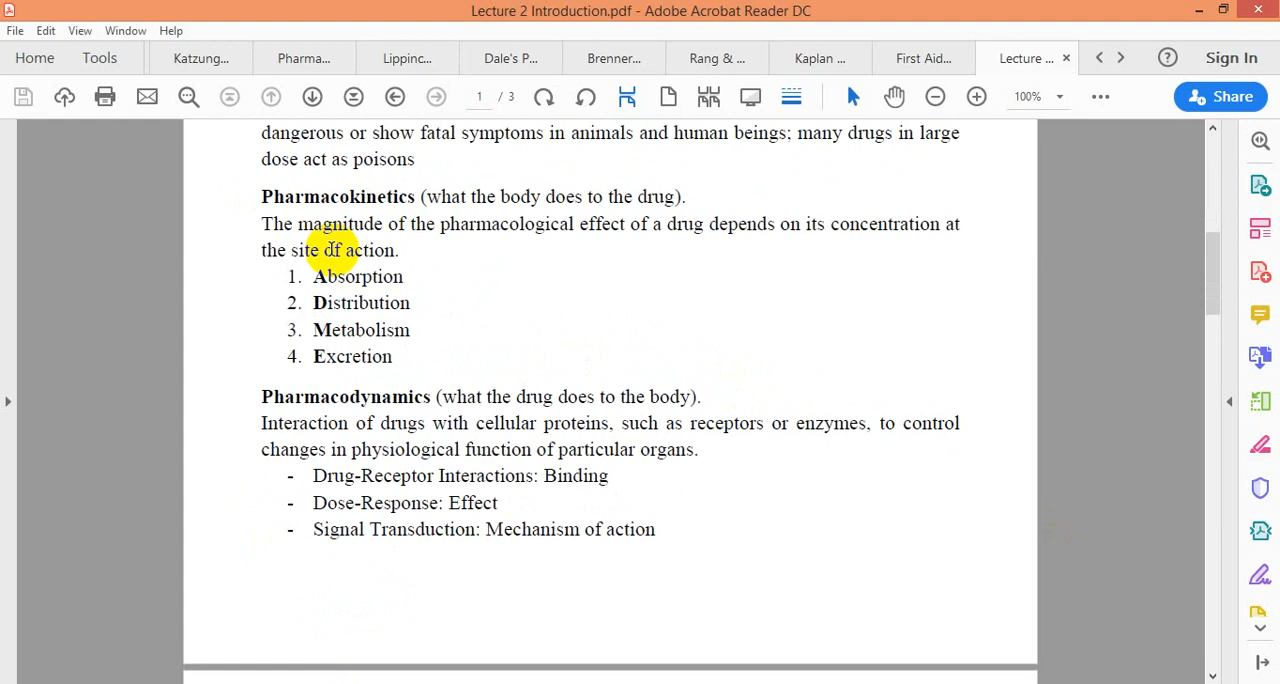 Lecture 2 Introduction.pdf - Adobe Acrobat Reader DC
File Edit View Window Help
Home Tools Katzung... Pharma... Lippinc... Dale's P... Brenner... Rang & ... Kaplan ... First Aid... Lecture ... Sign In
1 / 3 100% Share
dangerous or show fatal symptoms in animals and human beings; many drugs in large
dose act as poisons
Pharmacokinetics (what the body does to the drug).
The magnitude of the pharmacological effect of a drug depends on its concentration at
the site of action.
1. Absorption
2. Distribution
3. Metabolism
4. Excretion
Pharmacodynamics (what the drug does to the body).
Interaction of drugs with cellular proteins, such as receptors or enzymes, to control
changes in physiological function of particular organs.
- Drug-Receptor Interactions: Binding
- Dose-Response: Effect
- Signal Transduction: Mechanism of action